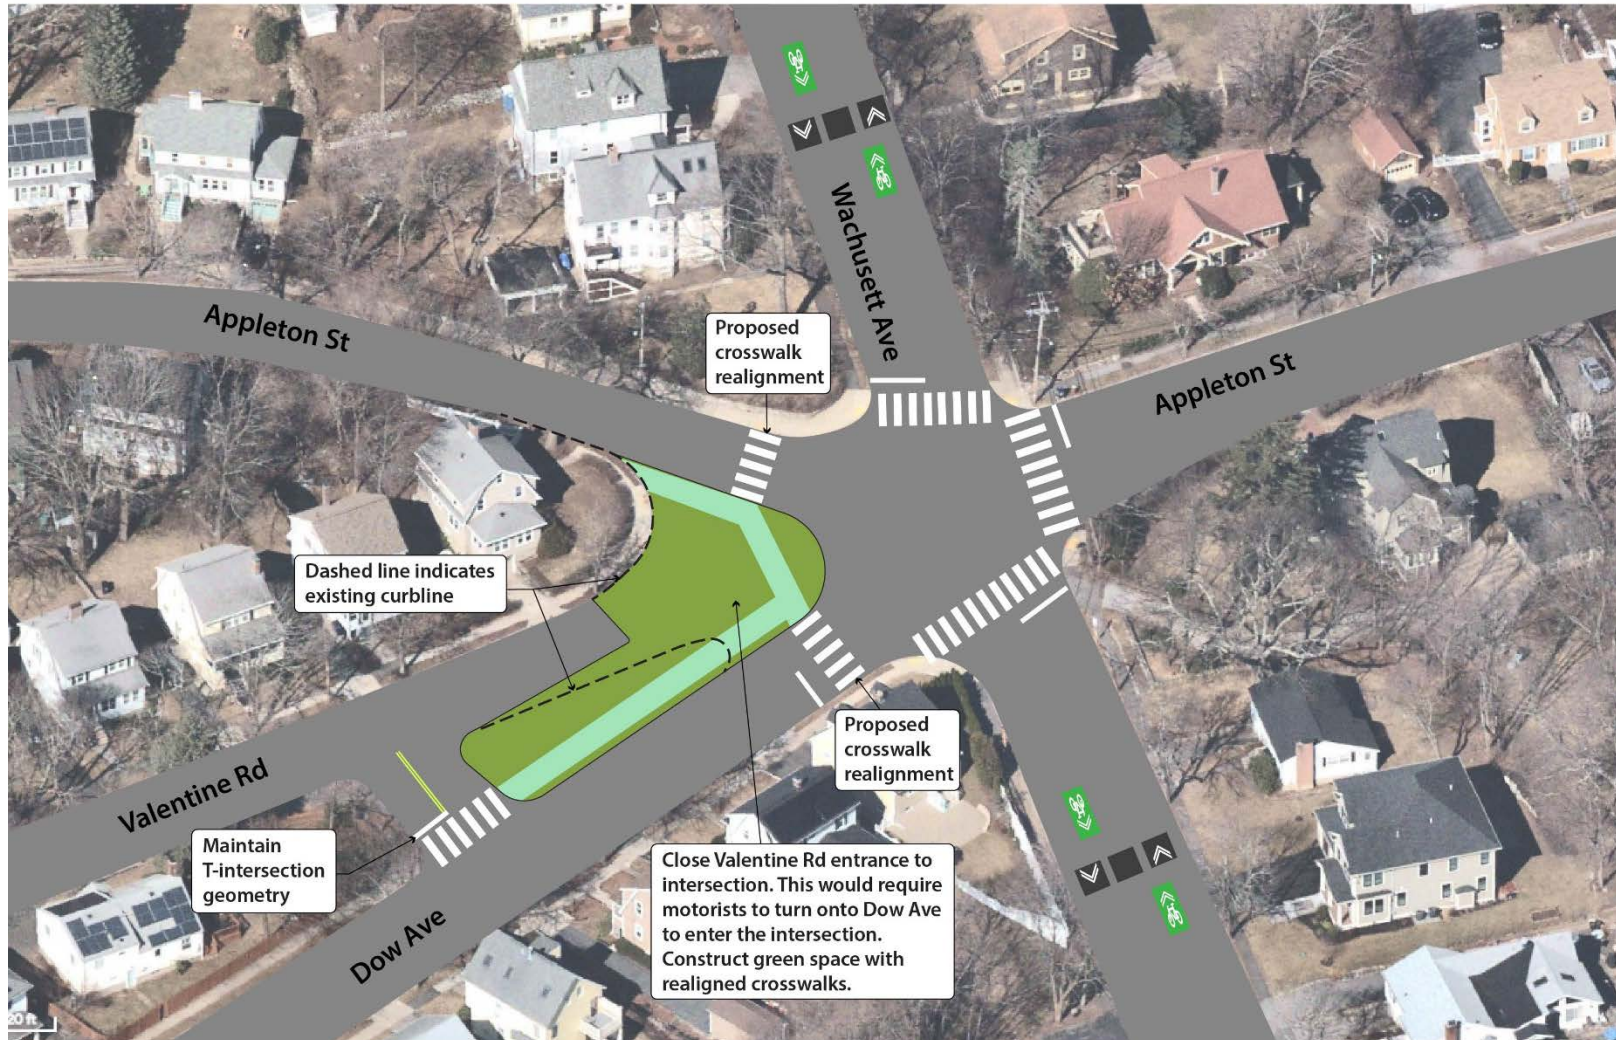 Wachusett Ave
Appleton St
Proposed
crosswalk
realignment
Appleton St
Dashed line indicates
existing curbline
Proposed
crosswalk
realignment
Valentine Rd
Maintain
T-intersection
geometry
Close Valentine Rd entrance to
intersection. This would require
motorists to turn onto Dow Ave
to enter the intersection.
Construct green space with
realigned crosswalks.
Dow Ave
20 ft